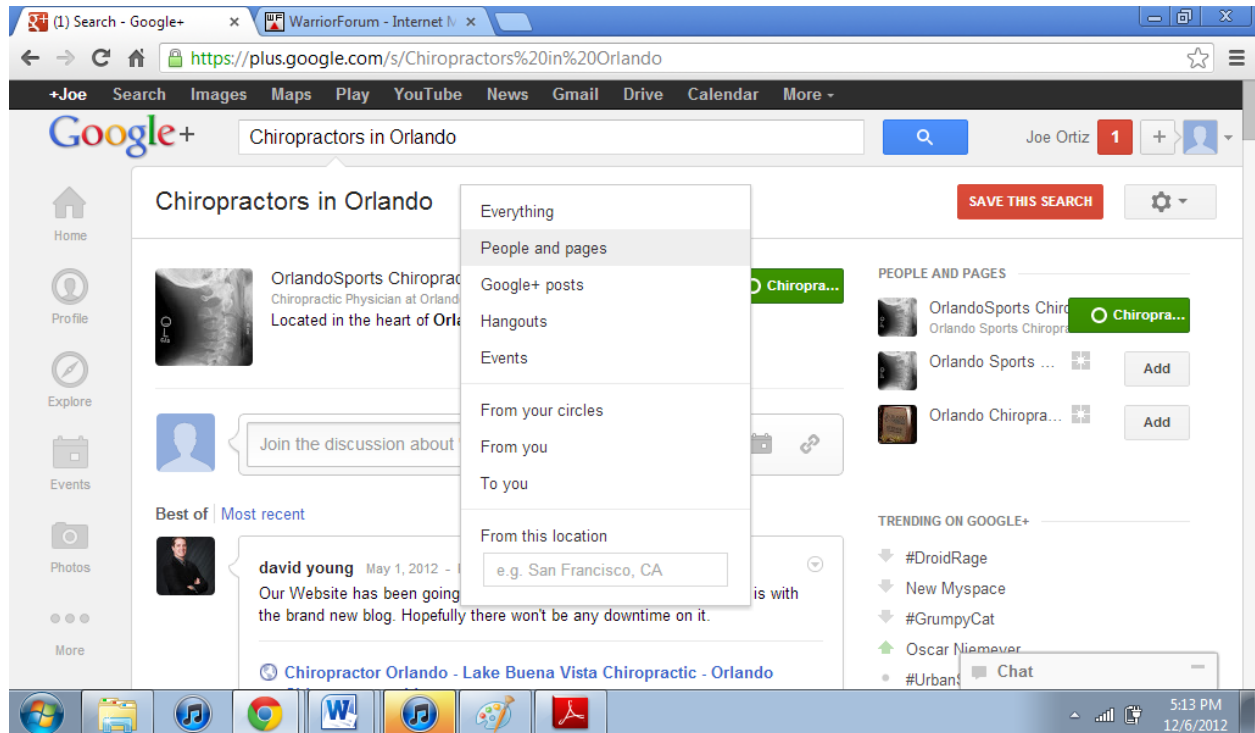 (1) Search - Google+
WarriorForum - Internet M
https://plus.google.com/s/Chiropractors%20in%20Orlando
+Joe Search Images Maps Play YouTube News Gmail Drive Calendar More
Google+
Chiropractors in Orlando
Joe Ortiz 1 +
Home
Profile
Explore
Events
Photos
More
Chiropractors in Orlando
SAVE THIS SEARCH
Everything
People and pages
Google+ posts
Hangouts
Events
From your circles
From you
To you
From this location
e.g. San Francisco, CA
OrlandoSports Chiroprac
Chiropractic Physician at Orland
Located in the heart of Orla
Chiropra...
Join the discussion about
Best of Most recent
david young May 1, 2012 -
Our Website has been going is with
the brand new blog. Hopefully there won't be any downtime on it.
Chiropractor Orlando - Lake Buena Vista Chiropractic - Orlando
PEOPLE AND PAGES
OrlandoSports Chiro
Orlando Sports Chiropra
Chiropra...
Orlando Sports ...
Add
Orlando Chiropra...
Add
TRENDING ON GOOGLE+
#DroidRage
New Myspace
#GrumpyCat
Oscar Niemeyer
#Urban
Chat
5:13 PM
12/6/2012